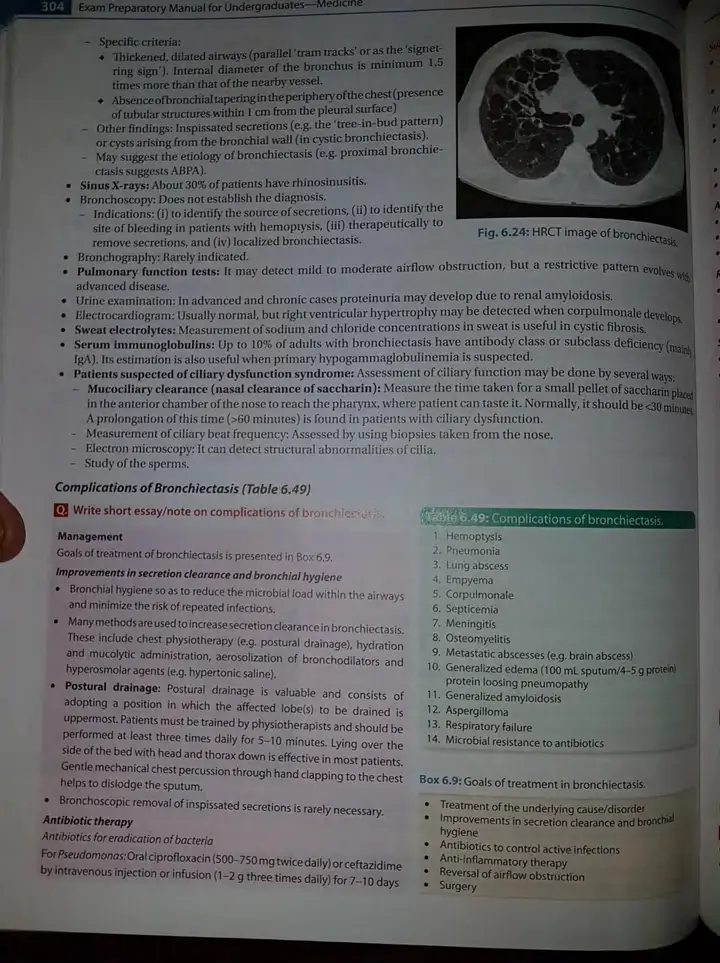 304 Exam Preparatory Manual for Undergraduates—Medicine
– Specific criteria:
♦ Thickened, dilated airways (parallel 'tram tracks' or as the 'signet-
ring sign'). Internal diameter of the bronchus is minimum 1.5
times more than that of the nearby vessel.
♦ Absence of bronchial tapering in the periphery of the chest (presence
of tubular structures within 1 cm from the pleural surface)
– Other findings: Inspissated secretions (e.g. the 'tree-in-bud pattern)
or cysts arising from the bronchial wall (in cystic bronchiectasis).
– May suggest the etiology of bronchiectasis (e.g. proximal bronchie-
ctasis suggests ABPA).
• Sinus X-rays: About 30% of patients have rhinosinusitis.
• Bronchoscopy: Does not establish the diagnosis.
– Indications: (i) to identify the source of secretions, (ii) to identify the
site of bleeding in patients with hemoptysis, (iii) therapeutically to
remove secretions, and (iv) localized bronchiectasis.
Fig. 6.24: HRCT image of bronchiectasis.
• Bronchography: Rarely indicated.
• Pulmonary function tests: It may detect mild to moderate airflow obstruction, but a restrictive pattern evolves with
advanced disease.
• Urine examination: In advanced and chronic cases proteinuria may develop due to renal amyloidosis.
• Electrocardiogram: Usually normal, but right ventricular hypertrophy may be detected when corpulmonale develops.
• Sweat electrolytes: Measurement of sodium and chloride concentrations in sweat is useful in cystic fibrosis.
• Serum immunoglobulins: Up to 10% of adults with bronchiectasis have antibody class or subclass deficiency (mainly
IgA). Its estimation is also useful when primary hypogammaglobulinemia is suspected.
• Patients suspected of ciliary dysfunction syndrome: Assessment of ciliary function may be done by several ways:
– Mucociliary clearance (nasal clearance of saccharin): Measure the time taken for a small pellet of saccharin placed
in the anterior chamber of the nose to reach the pharynx, where patient can taste it. Normally, it should be <30 minutes.
A prolongation of this time (>60 minutes) is found in patients with ciliary dysfunction.
– Measurement of ciliary beat frequency: Assessed by using biopsies taken from the nose.
– Electron microscopy: It can detect structural abnormalities of cilia.
– Study of the sperms.
Complications of Bronchiectasis (Table 6.49)
Q. Write short essay/note on complications of bronchiectasis.
Management
Goals of treatment of bronchiectasis is presented in Box 6.9.
Improvements in secretion clearance and bronchial hygiene
• Bronchial hygiene so as to reduce the microbial load within the airways
and minimize the risk of repeated infections.
• Many methods are used to increase secretion clearance in bronchiectasis.
These include chest physiotherapy (e.g. postural drainage), hydration
and mucolytic administration, aerosolization of bronchodilators and
hyperosmolar agents (e.g. hypertonic saline).
• Postural drainage: Postural drainage is valuable and consists of
adopting a position in which the affected lobe(s) to be drained is
uppermost. Patients must be trained by physiotherapists and should be
performed at least three times daily for 5–10 minutes. Lying over the
side of the bed with head and thorax down is effective in most patients.
Gentle mechanical chest percussion through hand clapping to the chest
helps to dislodge the sputum.
• Bronchoscopic removal of inspissated secretions is rarely necessary.
Antibiotic therapy
Antibiotics for eradication of bacteria
For Pseudomonas: Oral ciprofloxacin (500–750 mg twice daily) or ceftazidime
by intravenous injection or infusion (1–2 g three times daily) for 7–10 days
Table 6.49: Complications of bronchiectasis.
1. Hemoptysis
2. Pneumonia
3. Lung abscess
4. Empyema
5. Corpulmonale
6. Septicemia
7. Meningitis
8. Osteomyelitis
9. Metastatic abscesses (e.g. brain abscess)
10. Generalized edema (100 mL sputum/4–5 g protein)
protein loosing pneumopathy
11. Generalized amyloidosis
12. Aspergilloma
13. Respiratory failure
14. Microbial resistance to antibiotics
Box 6.9: Goals of treatment in bronchiectasis.
• Treatment of the underlying cause/disorder
• Improvements in secretion clearance and bronchial
hygiene
• Antibiotics to control active infections
• Anti-inflammatory therapy
• Reversal of airflow obstruction
• Surgery